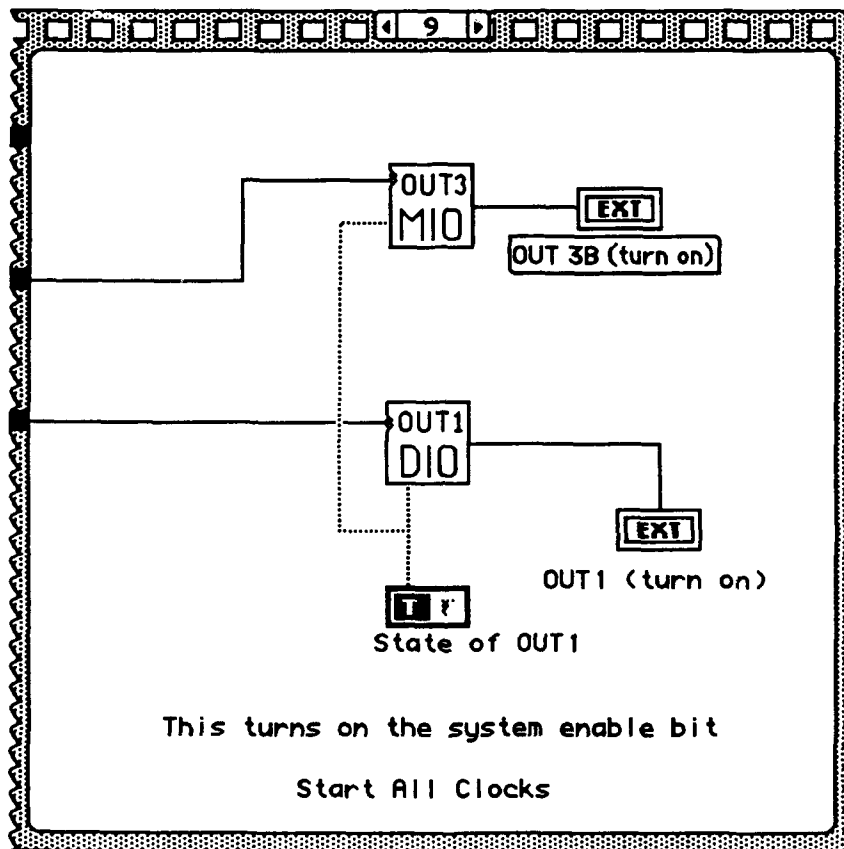 9
OUT3
MIO
EXT
OUT 3B (turn on)
OUT1
DIO
EXT
OUT1 (turn on)
T F
State of OUT1
This turns on the system enable bit
Start All Clocks